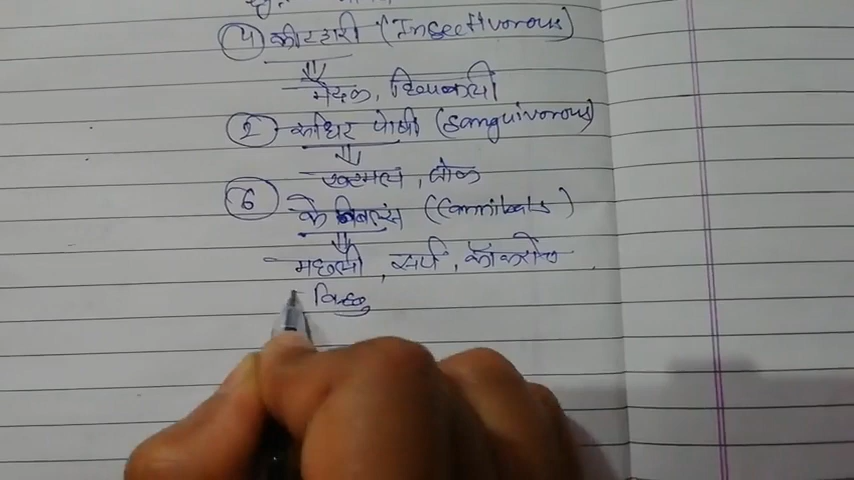 (4) कीटहारी (Insectivorous)
मेंढक, छिपकली
(5) रुधिर पोषी (Sanguivorous)
खटमल, जोंक
(6) केनिबल्स (Cannibals)
मछली, सर्प, कॉकरोच
बिच्छू